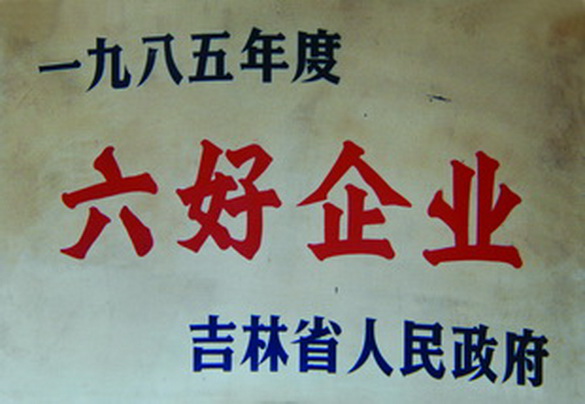 一九八五年度
六好企业
吉林省人民政府